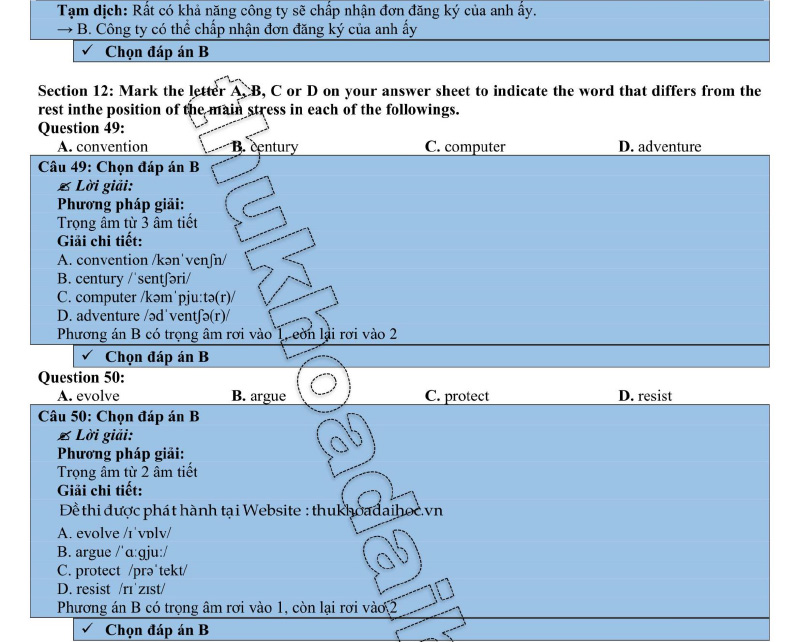 Tạm dịch: Rất có khả năng công ty sẽ chấp nhận đơn đăng ký của anh ấy.
→ B. Công ty có thể chấp nhận đơn đăng ký của anh ấy
✓ Chọn đáp án B
Section 12: Mark the letter A, B, C or D on your answer sheet to indicate the word that differs from the
rest inthe position of the main stress in each of the followings.
Question 49:
A. convention B. century C. computer D. adventure
Câu 49: Chọn đáp án B
✍ Lời giải:
Phương pháp giải:
Trọng âm từ 3 âm tiết
Giải chi tiết:
A. convention /kənˈvenʃn/
B. century /ˈsentʃəri/
C. computer /kəmˈpjuːtə(r)/
D. adventure /ədˈventʃə(r)/
Phương án B có trọng âm rơi vào 1, còn lại rơi vào 2
✓ Chọn đáp án B
Question 50:
A. evolve B. argue C. protect D. resist
Câu 50: Chọn đáp án B
✍ Lời giải:
Phương pháp giải:
Trọng âm từ 2 âm tiết
Giải chi tiết:
Đề thi được phát hành tại Website : thukhoadaihoc.vn
A. evolve /ɪˈvɒlv/
B. argue /ˈɑːɡjuː/
C. protect /prəˈtekt/
D. resist /rɪˈzɪst/
Phương án B có trọng âm rơi vào 1, còn lại rơi vào 2
✓ Chọn đáp án B
thukhoadaih